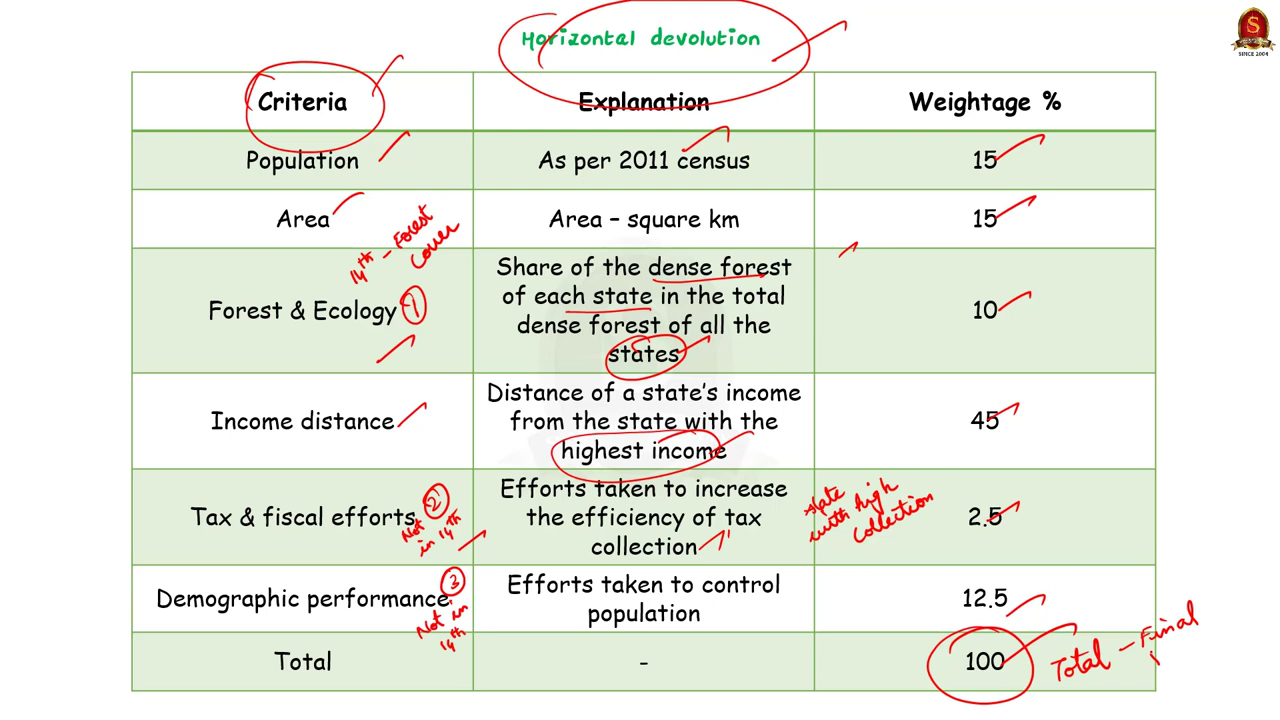 Horizontal devolution
S
SINCE 2004
Criteria
Explanation
Weightage %
Population
As per 2011 census
15
Area
Area – square km
15
14th - Forest
Cover
Forest & Ecology
1
Share of the dense forest
of each state in the total
dense forest of all the
states
10
Income distance
Distance of a state's income
from the state with the
highest income
45
Tax & fiscal efforts
2
Not
in 14th
Efforts taken to increase
the efficiency of tax
collection
state
with high
collection
2.5
Demographic performance
3
Not in
14th
Efforts taken to control
population
12.5
Total
-
100
Total - Final